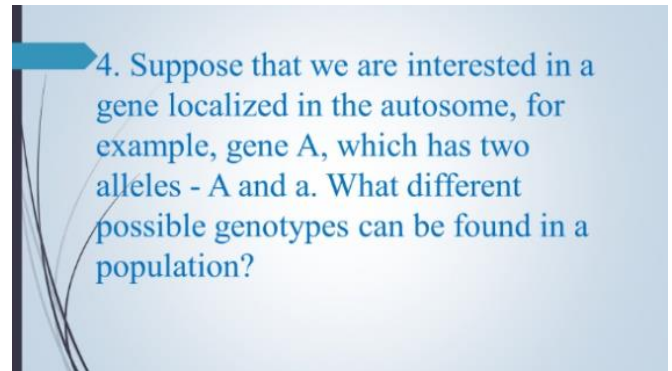 4. Suppose that we are interested in a
gene localized in the autosome, for
example, gene A, which has two
alleles - A and a. What different
possible genotypes can be found in a
population?